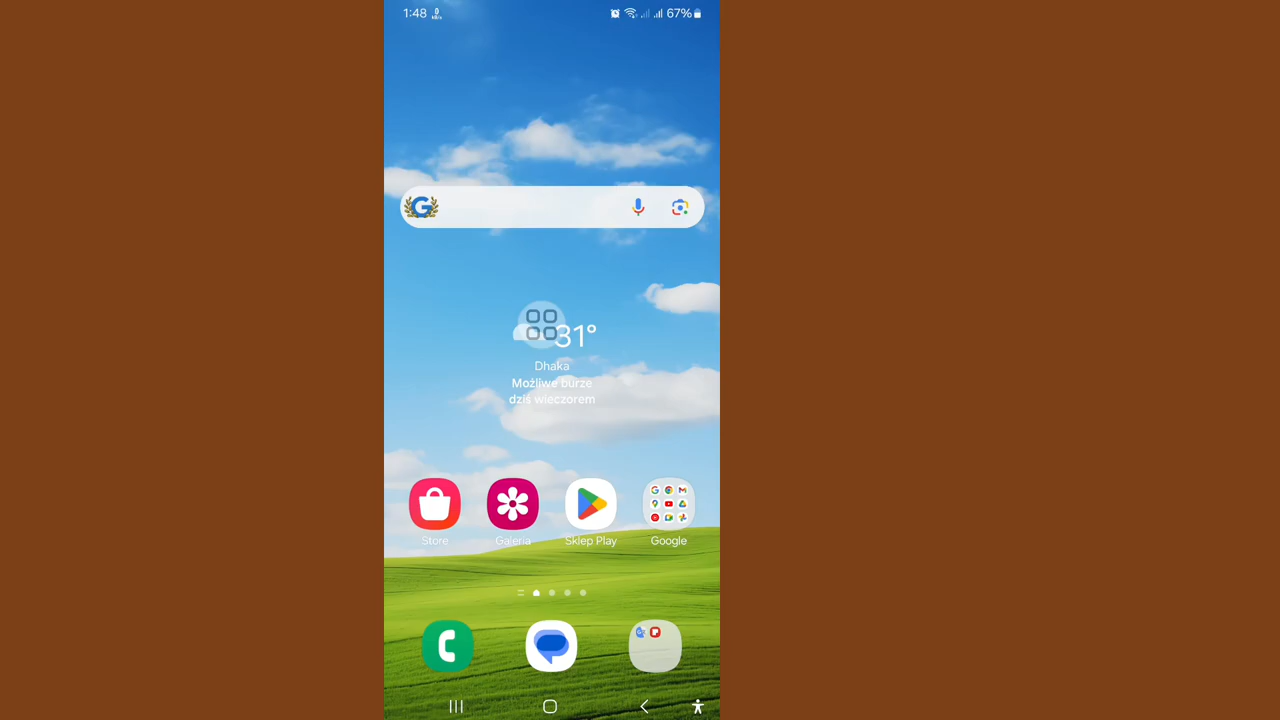 1:48
67%
31°
Dhaka
Możliwe burze
dziś wieczorem
Store
Galeria
Sklep Play
Google